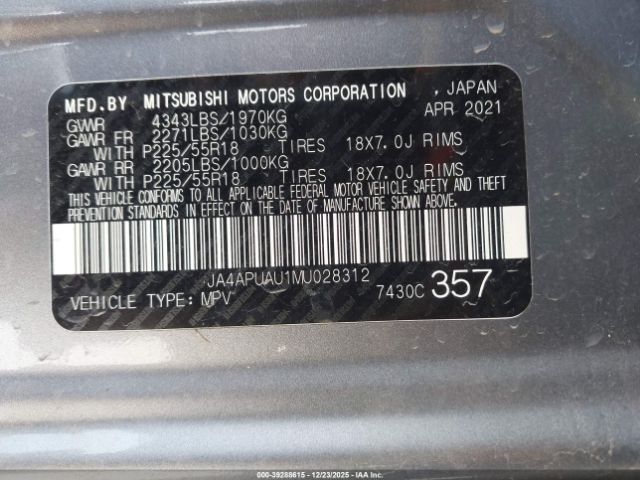 MFD.BY MITSUBISHI MOTORS CORPORATION , JAPAN
GVWR 4343LBS/1970KG APR 2021
GAWR FR 2271LBS/1030KG
WITH P225/55R18 TIRES 18X7.0J RIMS
GAWR RR 2205LBS/1000KG
WITH P225/55R18 TIRES 18X7.0J RIMS
THIS VEHICLE CONFORMS TO ALL APPLICABLE FEDERAL MOTOR VEHICLE SAFETY AND THEFT
PREVENTION STANDARDS IN EFFECT ON THE DATE OF MANUFACTURE SHOWN ABOVE.
JA4APUAU1MU028312
VEHICLE TYPE: MPV 7430C 357
000-39288615 - 12/23/2025 - IAA Inc.